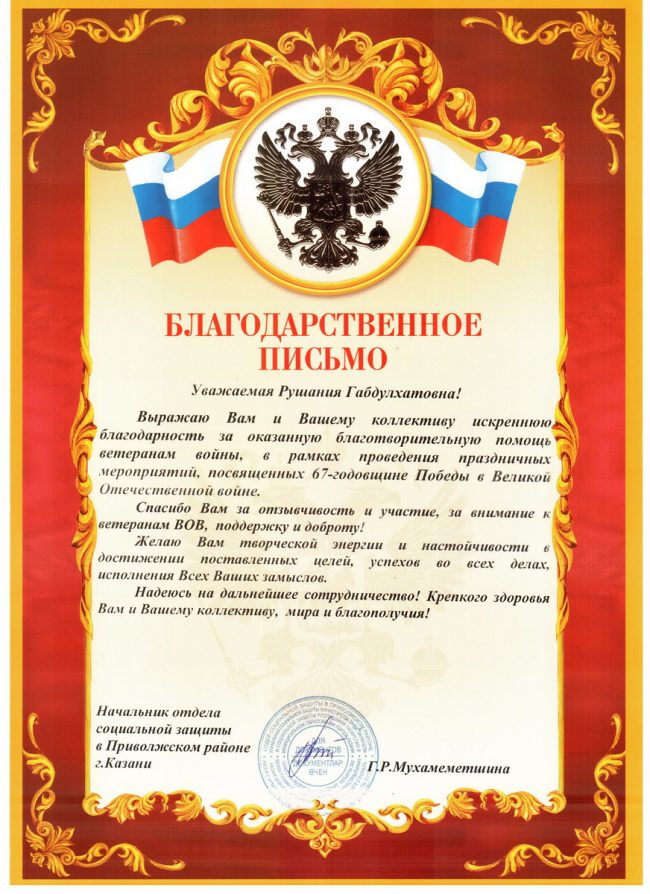 БЛАГОДАРСТВЕННОЕ
ПИСЬМО
Уважаемая Рушания Габдулхатовна!
Выражаю Вам и Вашему коллективу искреннюю
благодарность за оказанную благотворительную помощь
ветеранам войны, в рамках проведения праздничных
мероприятий, посвященных 67-годовщине Победы в Великой
Отечественной войне.
Спасибо Вам за отзывчивость и участие, за внимание к
ветеранам ВОВ, поддержку и доброту!
Желаю Вам творческой энергии и настойчивости в
достижении поставленных целей, успехов во всех делах,
исполнения Всех Ваших замыслов.
Надеюсь на дальнейшее сотрудничество! Крепкого здоровья
Вам и Вашему коллективу, мира и благополучия!
Начальник отдела
социальной защиты
в Приволжском районе
г.Казани
ДЛЯ
ДОКУМЕНТОВ
ДОКУМЕНТЛАР
ӨЧЕН
Г.Р.Мухамеметшина